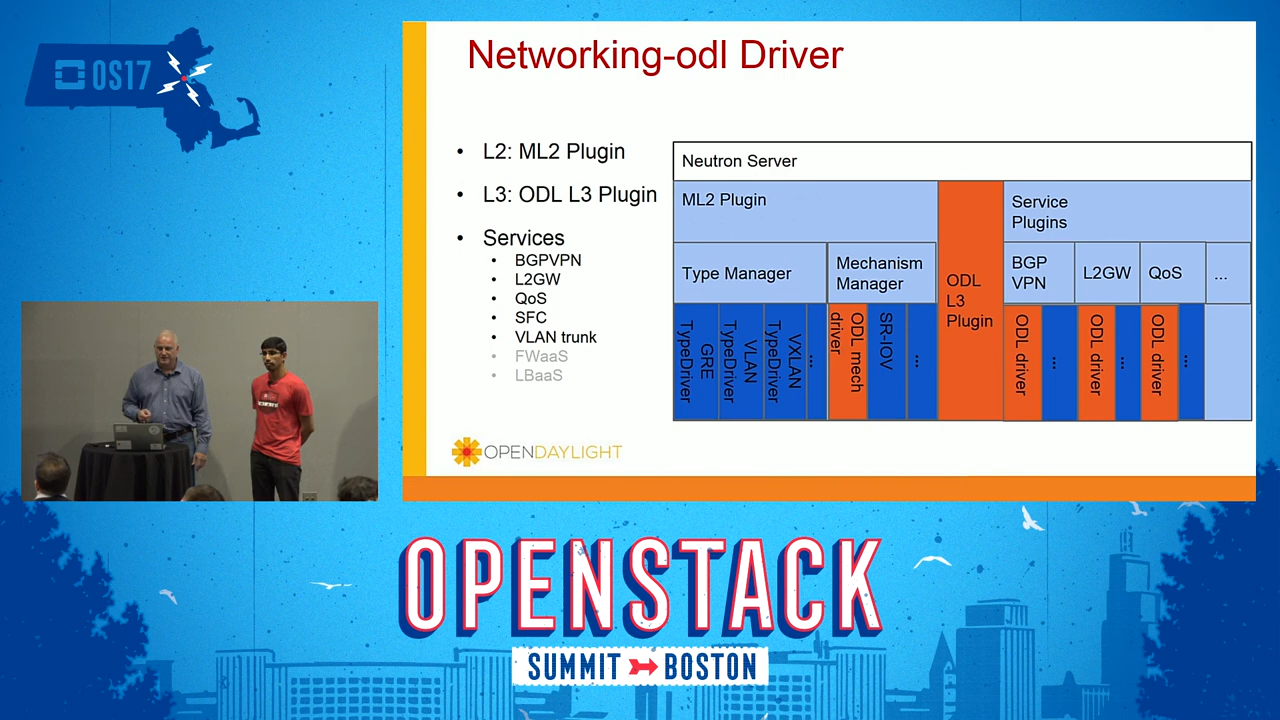 OS17
Networking-odl Driver
• L2: ML2 Plugin
• L3: ODL L3 Plugin
• Services
• BGPVPN
• L2GW
• QoS
• SFC
• VLAN trunk
• FWaaS
• LBaaS
Neutron Server
ML2 Plugin
Service
Plugins
Type Manager
Mechanism
Manager
ODL
L3
Plugin
BGP
VPN
L2GW
QoS
...
GRE
TypeDriver
VLAN
TypeDriver
VXLAN
TypeDriver
...
ODL mech
driver
SR-IOV
...
ODL driver
...
ODL driver
...
ODL driver
...
OPENDAYLIGHT
OPENSTACK
SUMMIT BOSTON